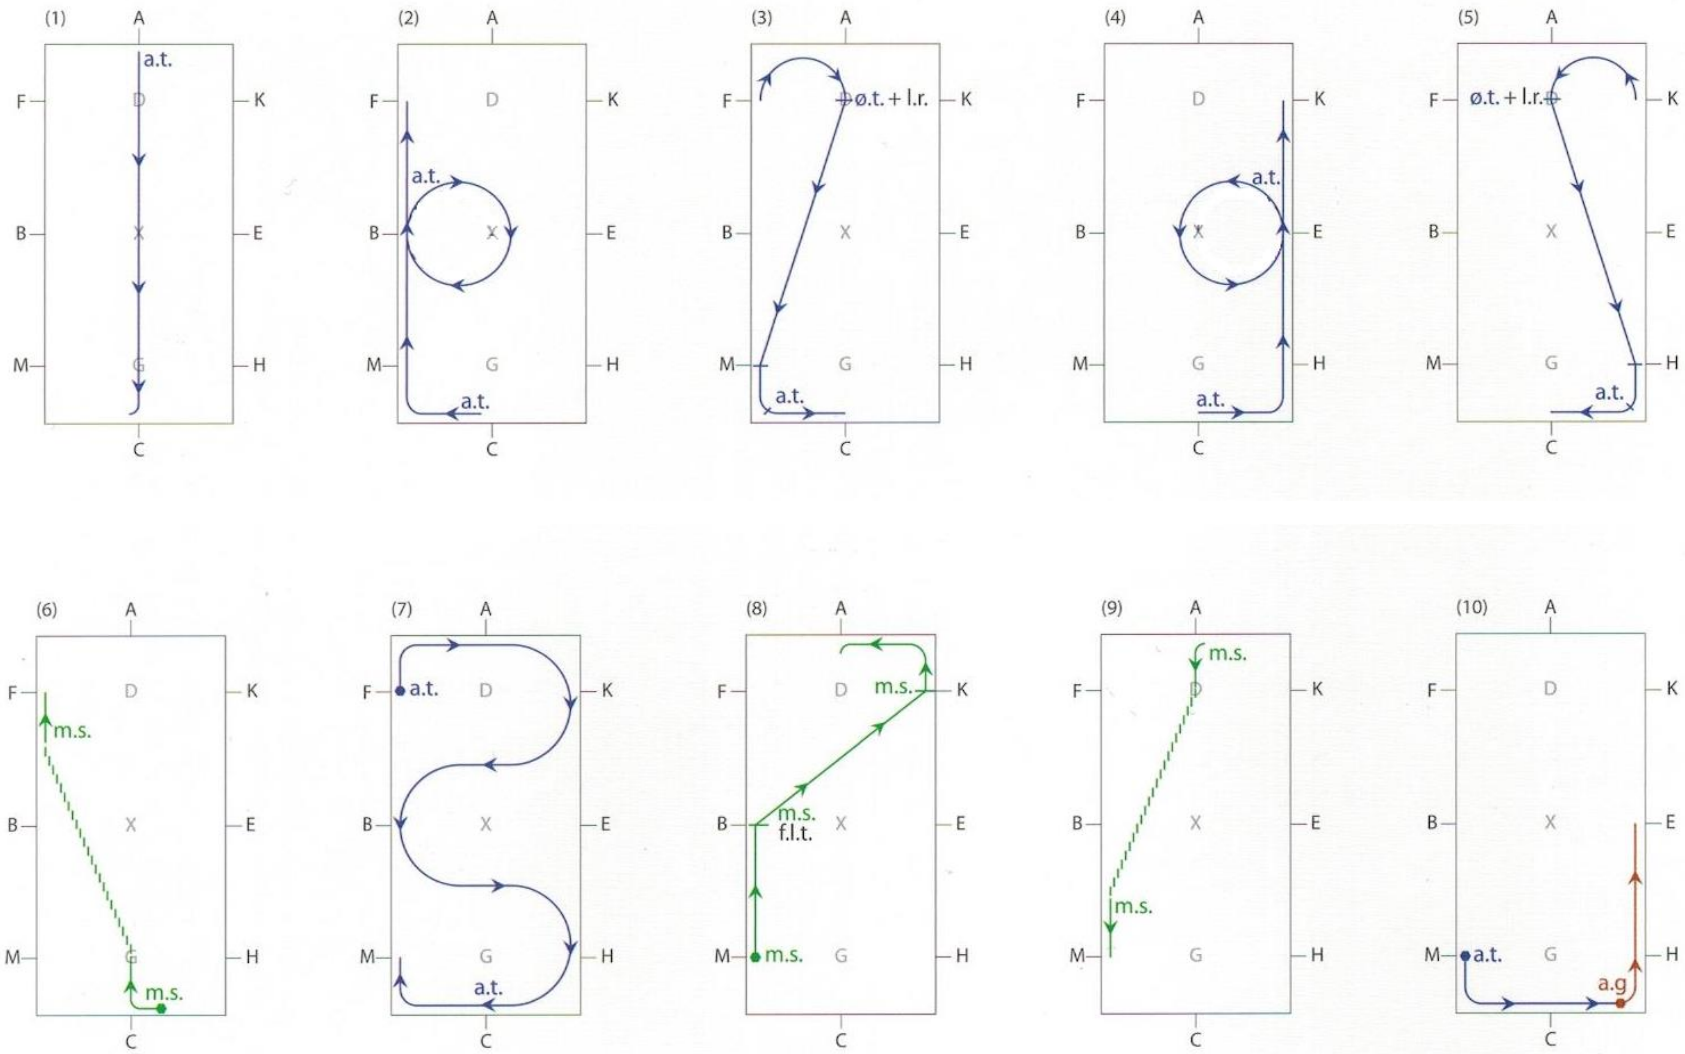 (1) A
a.t.
F D K
B X E
M G H
C
(2) A
F D K
a.t.
B X E
M G H
a.t.
C
(3) A
F D ø.t. + l.r. K
B X E
M G H
a.t.
C
(4) A
F D K
a.t.
B X E
M G H
a.t.
C
(5) A
F ø.t. + l.r. D K
B X E
M G H
a.t.
C
(6) A
F D K
m.s.
B X E
M G H
m.s.
C
(7) A
F a.t. D K
B X E
M G H
a.t.
C
(8) A
F D m.s. K
m.s.
B X E
f.l.t.
M m.s. G H
C
(9) A
m.s.
F D K
B X E
m.s.
M G H
C
(10) A
F D K
B X E
M a.t. G H
a.g
C